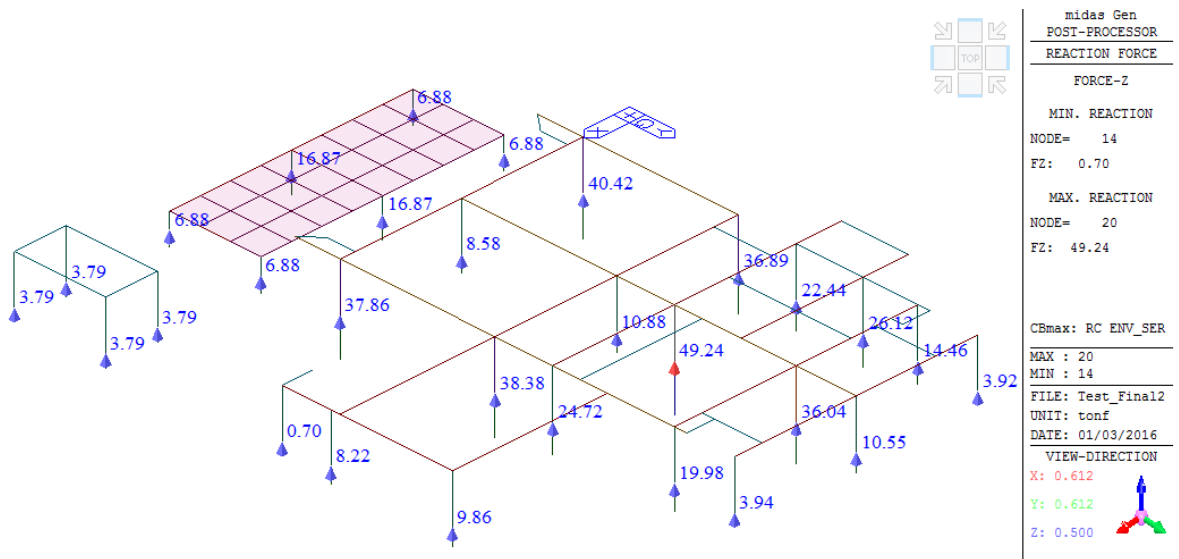 midas Gen
POST-PROCESSOR
REACTION FORCE
FORCE-Z
MIN. REACTION
NODE= 14
FZ: 0.70
MAX. REACTION
NODE= 20
FZ: 49.24
CBmax: RC ENV_SER
MAX : 20
MIN : 14
FILE: Test_Final2
UNIT: tonf
DATE: 01/03/2016
VIEW-DIRECTION
X: 0.612
Y: 0.612
Z: 0.500
TOP
6.88
6.88
16.87
40.42
16.87
6.88
8.58
6.88
36.89
3.79
22.44
3.79
37.86
3.79
10.88
26.12
3.79
49.24
14.46
38.38
3.92
24.72
36.04
0.70
10.55
8.22
19.98
3.94
9.86